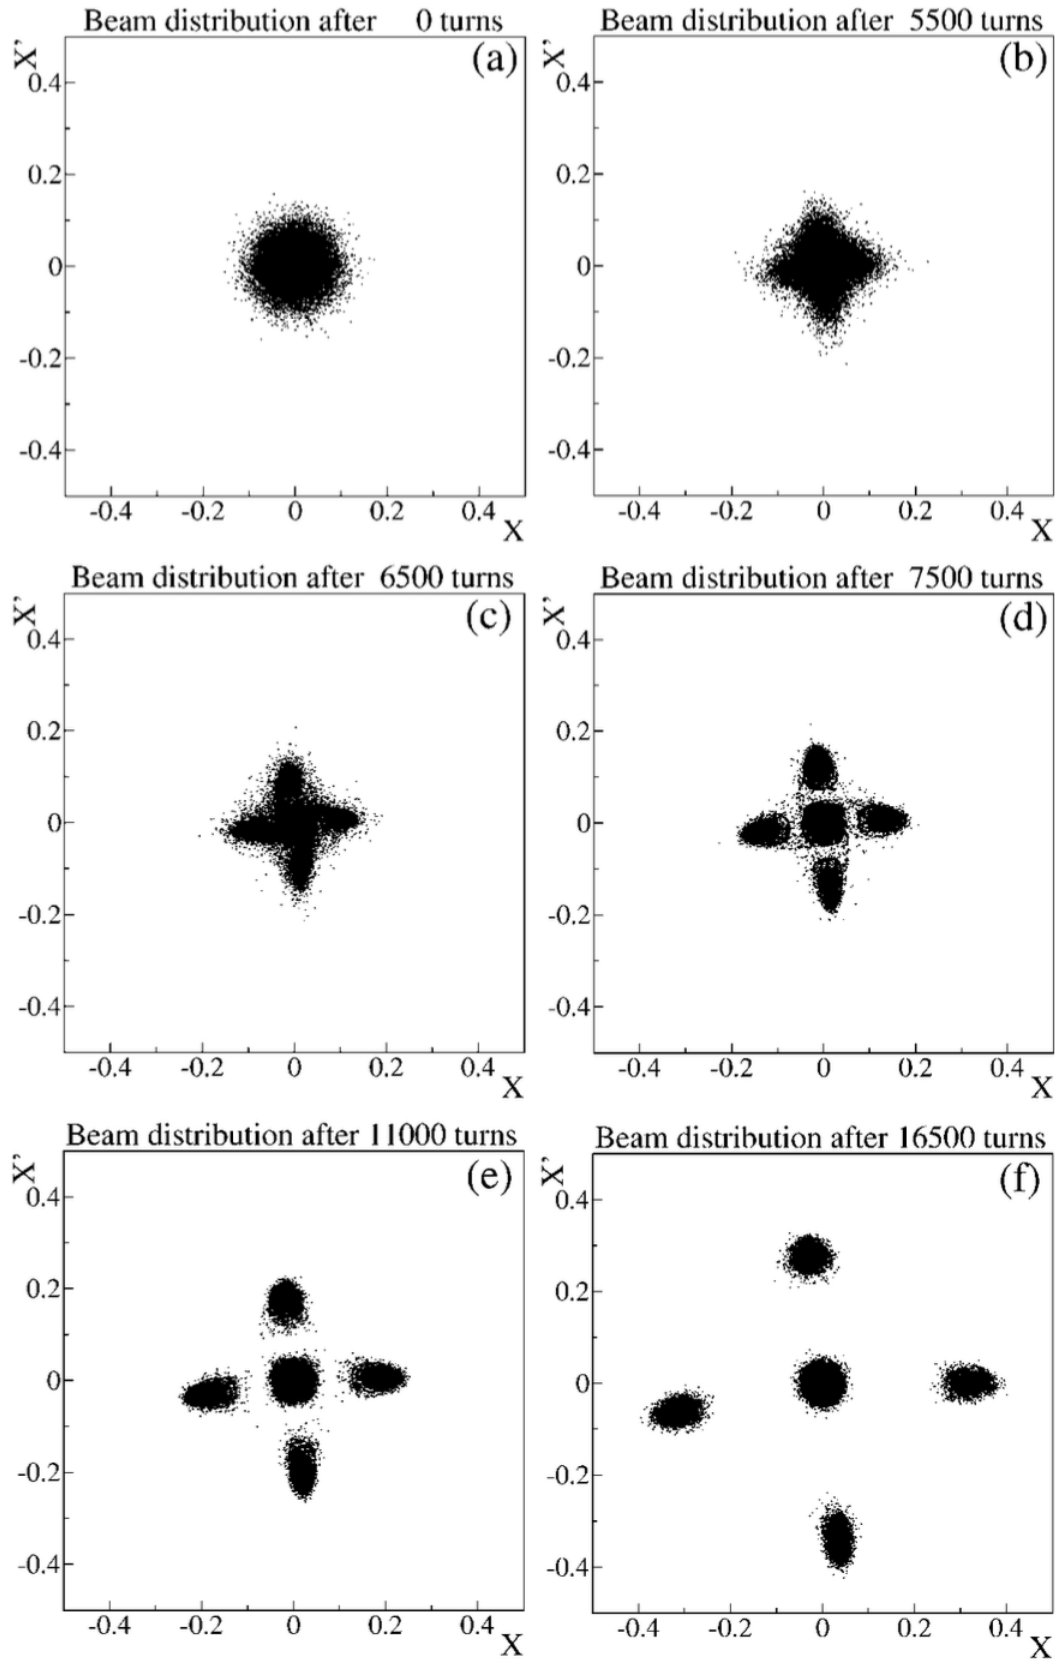 Beam distribution after 0 turns
X'
(a)
0.4
0.2
0
-0.2
-0.4
-0.4 -0.2 0 0.2 0.4
X
Beam distribution after 5500 turns
X'
(b)
0.4
0.2
0
-0.2
-0.4
-0.4 -0.2 0 0.2 0.4
X
Beam distribution after 6500 turns
X'
(c)
0.4
0.2
0
-0.2
-0.4
-0.4 -0.2 0 0.2 0.4
X
Beam distribution after 7500 turns
X'
(d)
0.4
0.2
0
-0.2
-0.4
-0.4 -0.2 0 0.2 0.4
X
Beam distribution after 11000 turns
X'
(e)
0.4
0.2
0
-0.2
-0.4
-0.4 -0.2 0 0.2 0.4
X
Beam distribution after 16500 turns
X'
(f)
0.4
0.2
0
-0.2
-0.4
-0.4 -0.2 0 0.2 0.4
X